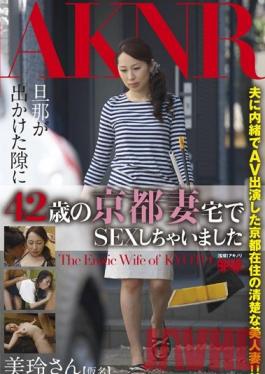 AKNR
夫に内緒でAV出演した京都在住の清楚な美人妻!!
旦那が
出かけた隙に
42歳の京都妻宅で
SEXしちゃいました
The Erotic Wife of KYOTO
美玲さん【仮名】